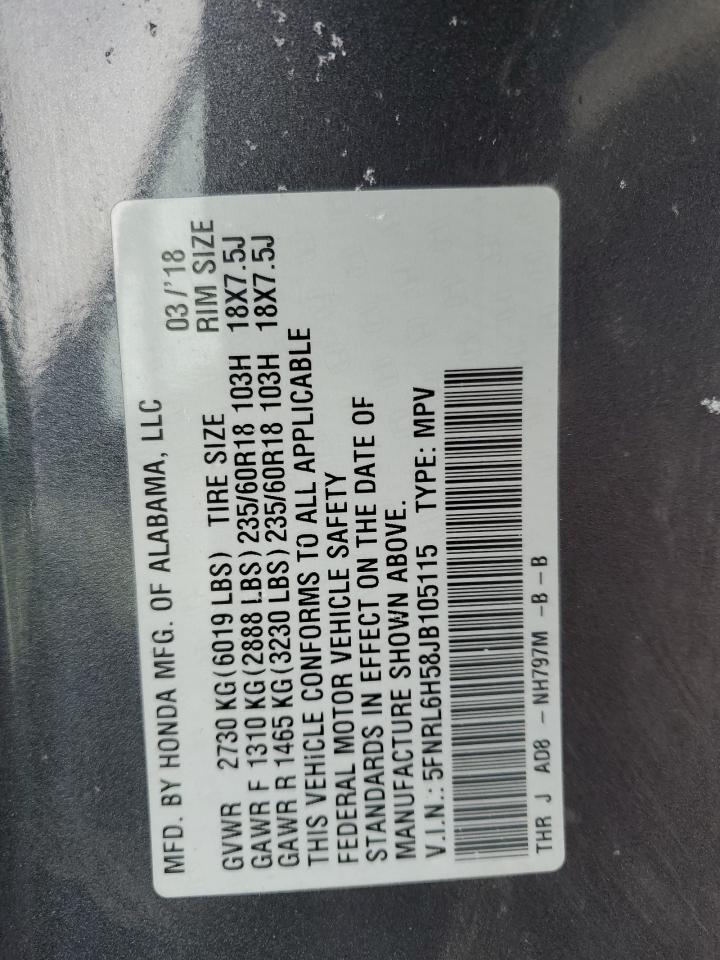 MFD. BY HONDA MFG. OF ALABAMA, LLC 03/'18
GVWR 2730 KG (6019 LBS) TIRE SIZE RIM SIZE
GAWR F 1310 KG (2888 LBS) 235/60R18 103H 18X7.5J
GAWR R 1465 KG (3230 LBS) 235/60R18 103H 18X7.5J
THIS VEHICLE CONFORMS TO ALL APPLICABLE
FEDERAL MOTOR VEHICLE SAFETY
STANDARDS IN EFFECT ON THE DATE OF
MANUFACTURE SHOWN ABOVE.
V.I.N.: 5FNRL6H58JB105115 TYPE: MPV
THR J AD8 - NH797M -B-B